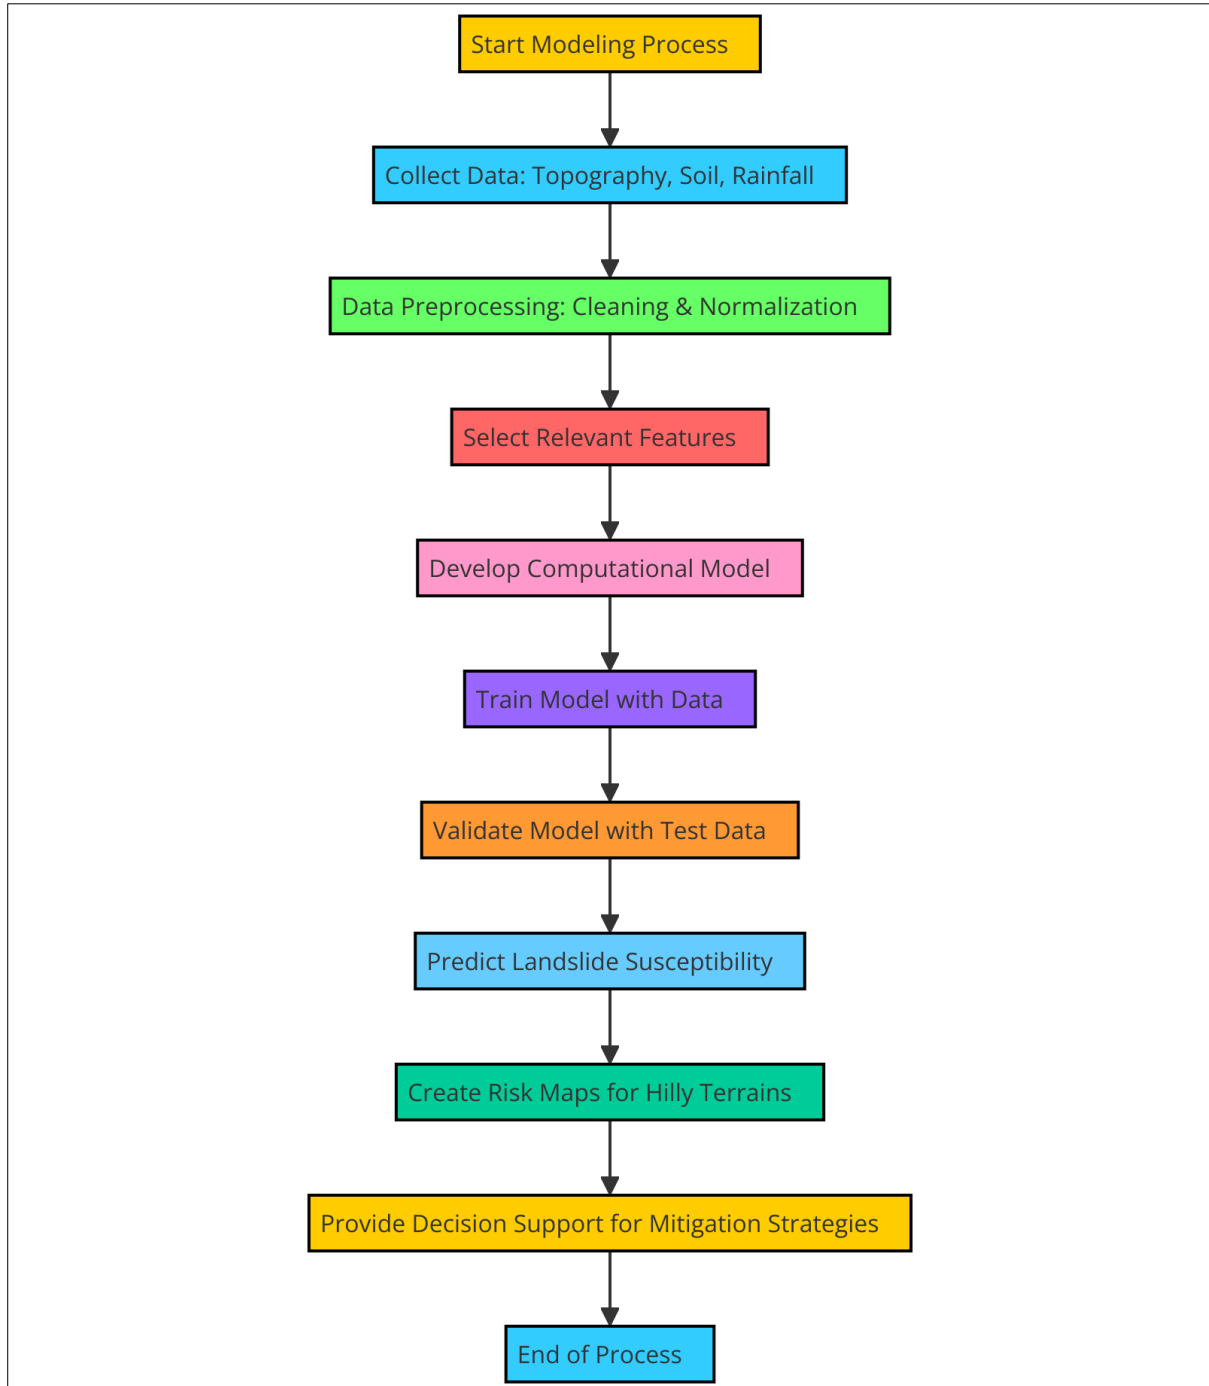 Start Modeling Process
Collect Data: Topography, Soil, Rainfall
Data Preprocessing: Cleaning & Normalization
Select Relevant Features
Develop Computational Model
Train Model with Data
Validate Model with Test Data
Predict Landslide Susceptibility
Create Risk Maps for Hilly Terrains
Provide Decision Support for Mitigation Strategies
End of Process